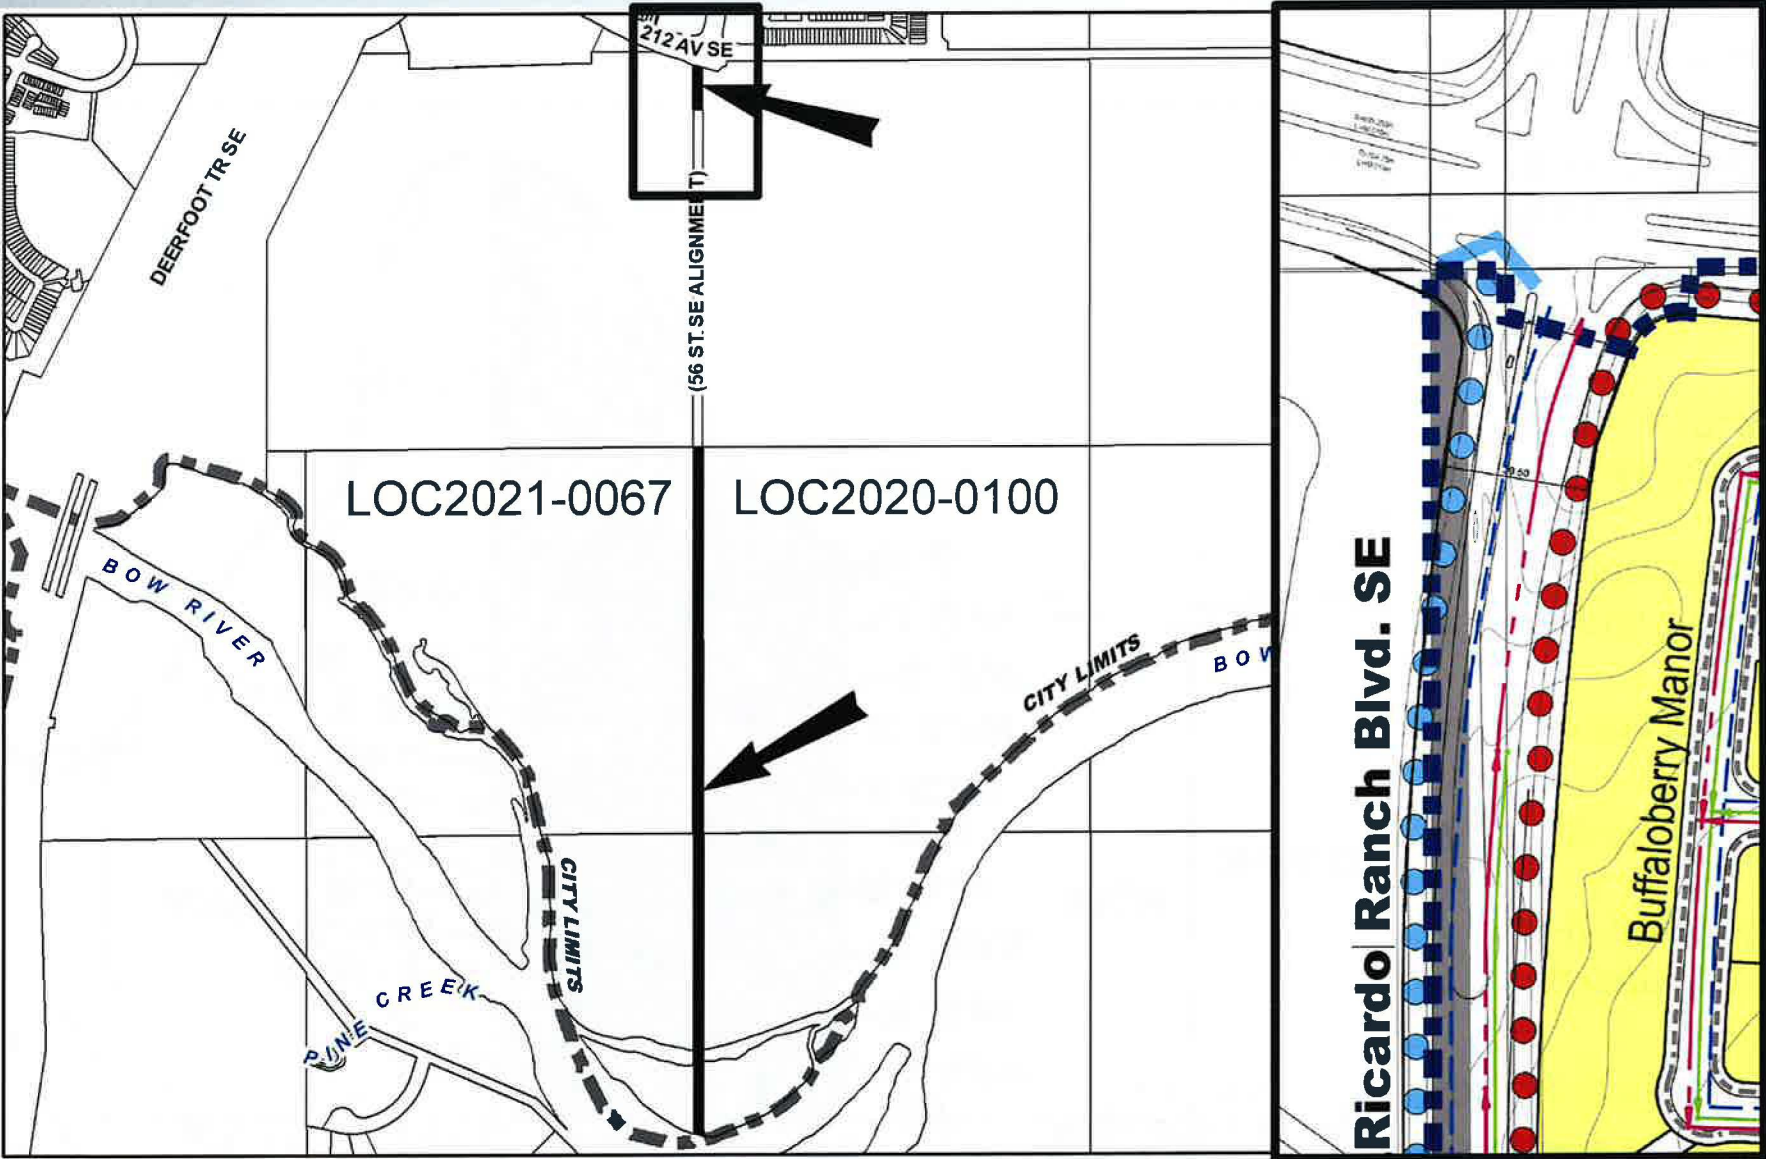 212 AV SE
DEERFOOT TR SE
(56 ST. SE ALIGNMENT)
LOC2021-0067
LOC2020-0100
BOW RIVER
CITY LIMITS
BOW
CITY LIMITS
PINE CREEK
Ricardo Ranch Blvd. SE
Buffaloberry Manor